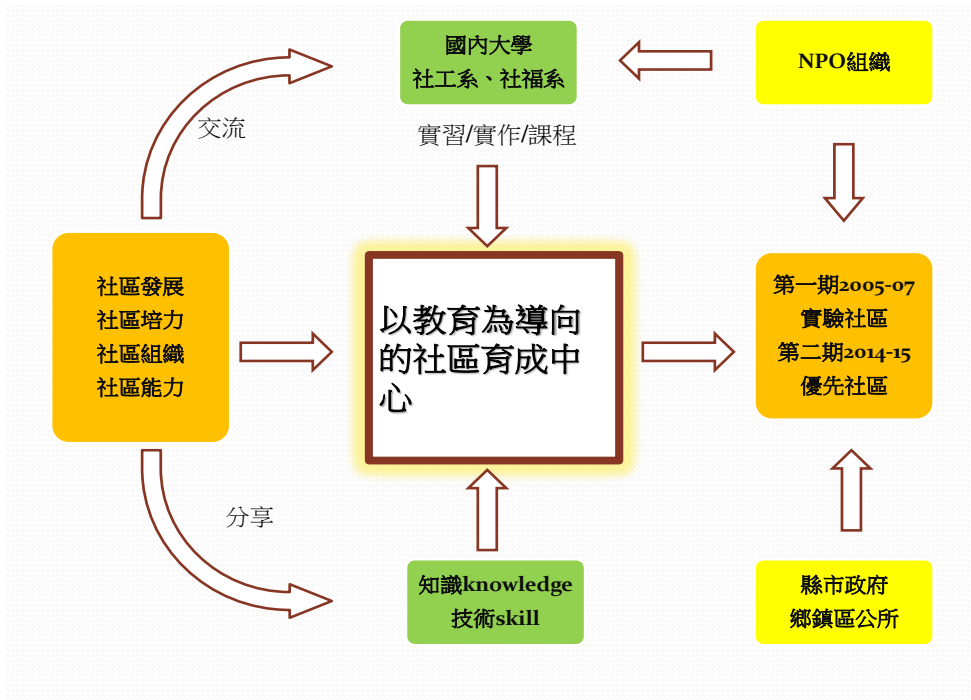 國內大學
社工系、社福系
NPO組織
交流
實習/實作/課程
社區發展
社區培力
社區組織
社區能力
以教育為導向
的社區育成中
心
第一期2005-07
實驗社區
第二期2014-15
優先社區
分享
知識knowledge
技術skill
縣市政府
鄉鎮區公所